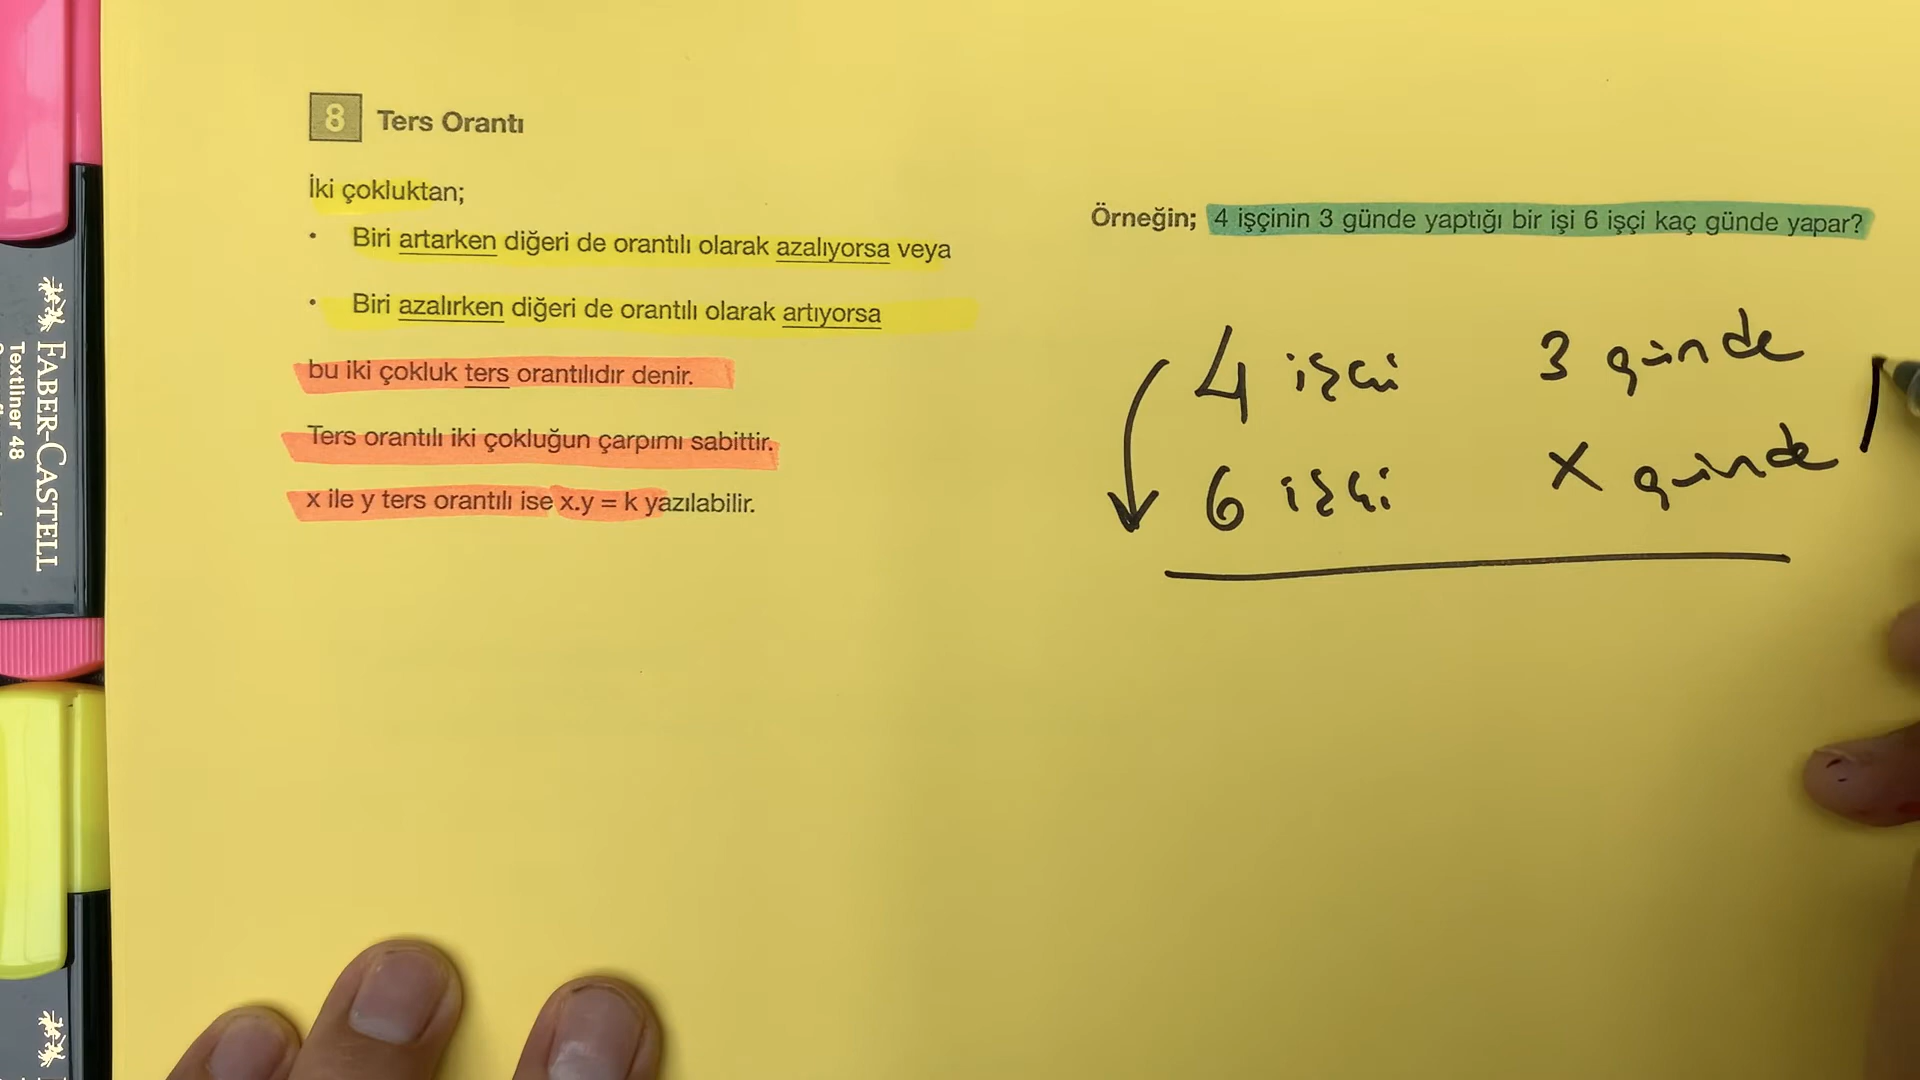 8 Ters Orantı
İki çokluktan;
• Biri artarken diğeri de orantılı olarak azalıyorsa veya
• Biri azalırken diğeri de orantılı olarak artıyorsa
bu iki çokluk ters orantılıdır denir.
Ters orantılı iki çokluğun çarpımı sabittir.
x ile y ters orantılı ise x.y = k yazılabilir.
Örneğin; 4 işçinin 3 günde yaptığı bir işi 6 işçi kaç günde yapar?
4 işçi 3 günde
6 işçi x günde
FABER-CASTELL
Textliner 48